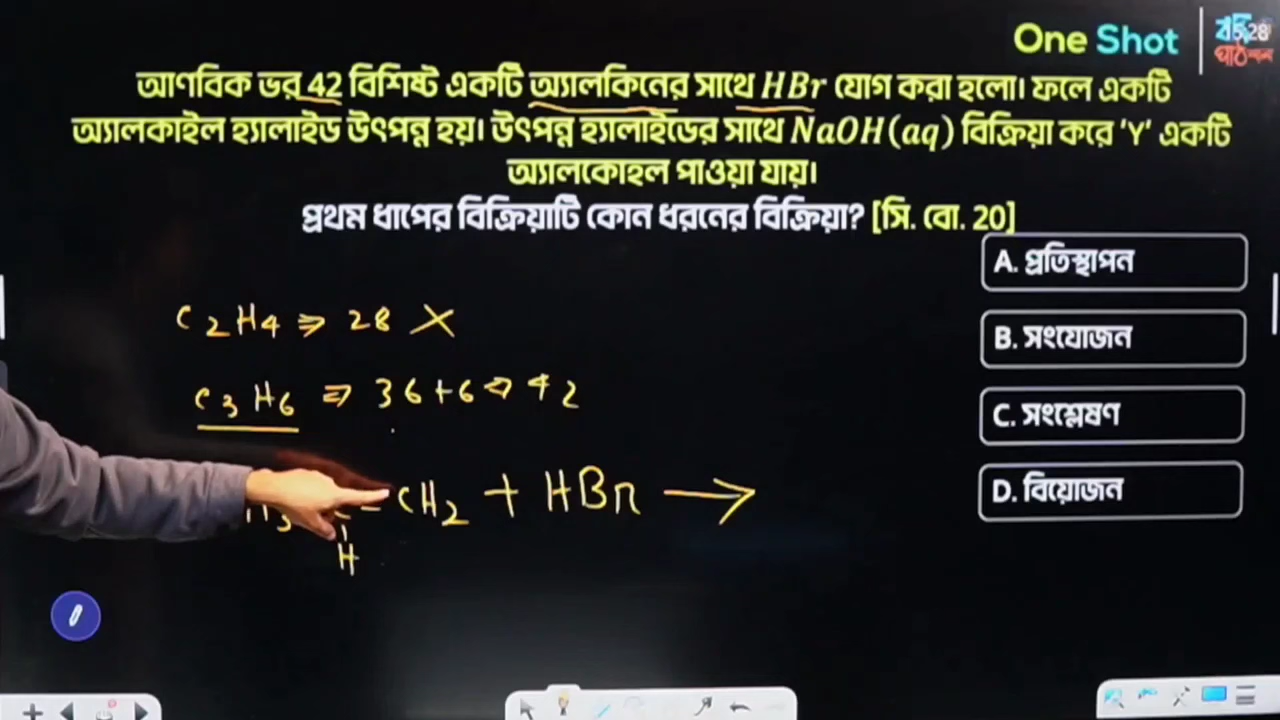 One Shot
আণবিক ভর 42 বিশিষ্ট একটি অ্যালকিনের সাথে HBr যোগ করা হলো। ফলে একটি
অ্যালকাইল হ্যালাইড উৎপন্ন হয়। উৎপন্ন হ্যালাইডের সাথে NaOH(aq) বিক্রিয়া করে ‘Y’ একটি
অ্যালকোহল পাওয়া যায়।
প্রথম ধাপের বিক্রিয়াটি কোন ধরনের বিক্রিয়া? [সি. বো. 20]
A. প্রতিস্থাপন
B. সংযোজন
C. সংশ্লেষণ
D. বিয়োজন
C2H4 ⇒ 28 X
C3H6 ⇒ 36+6 ⇒ 42
CH2 + HBr →
H